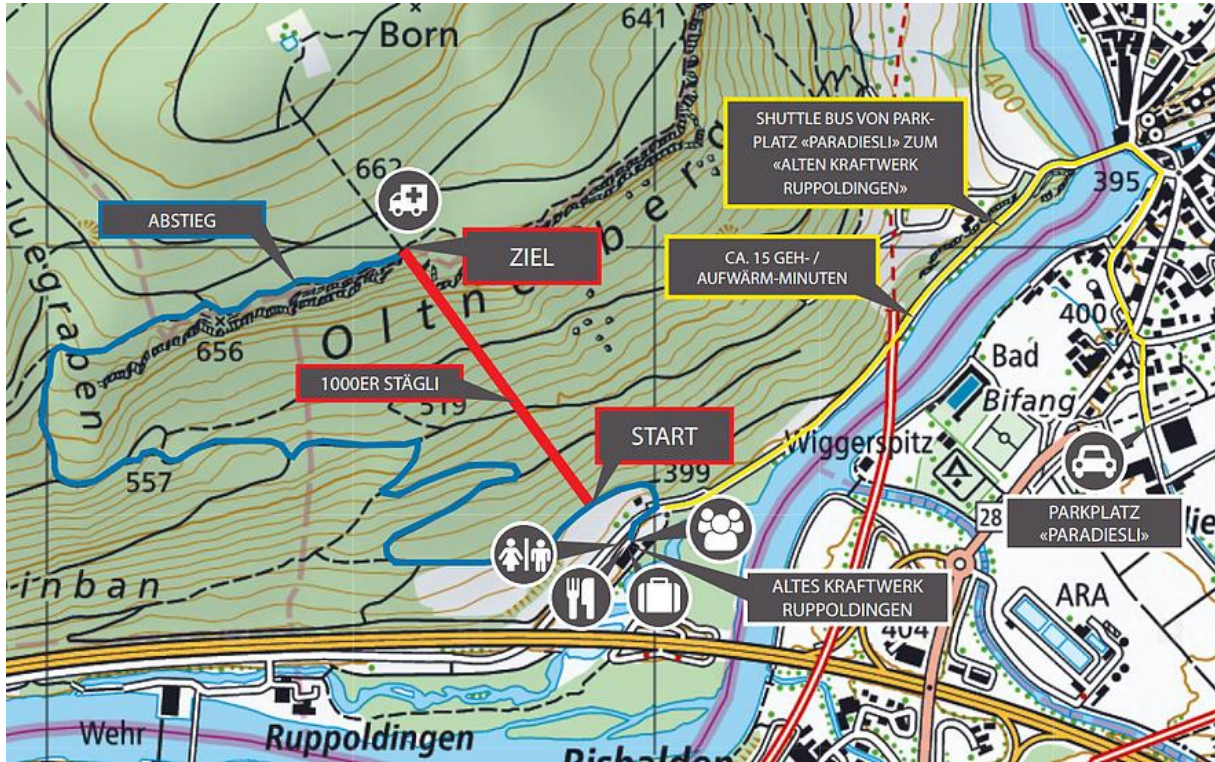 Born
641
SHUTTLE BUS VON PARK-
PLATZ «PARADIESLI» ZUM
«ALTEN KRAFTWERK
RUPPOLDINGEN»
400
395
662
ABSTIEG
ZIEL
CA. 15 GEH- /
AUFWÄRM-MINUTEN
400
656
1000ER STÄGLI
519
Bad
Bifang
START
Wiggerspitz
557
399
28
PARKPLATZ
«PARADIESLI»
ALTES KRAFTWERK
RUPPOLDINGEN
ARA
404
Wehr
Ruppoldingen